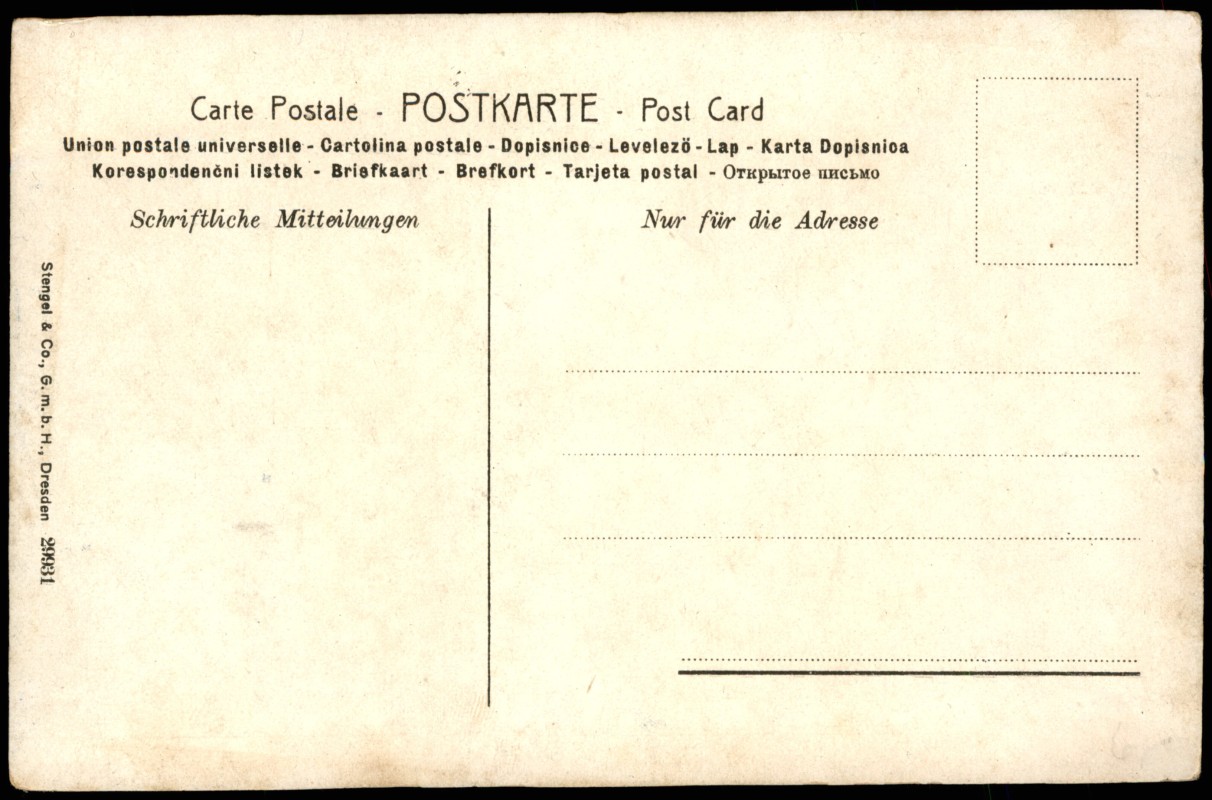 Carte Postale - POSTKARTE - Post Card
Union postale universelle - Cartolina postale - Dopisnice - Levelező - Lap - Karta Dopisnioa
Korespondenčni listek - Briefkaart - Brefkort - Tarjeta postal - Открытое письмо
Schriftliche Mitteilungen
Nur für die Adresse
Stengel & Co., G. m. b. H., Dresden 29931